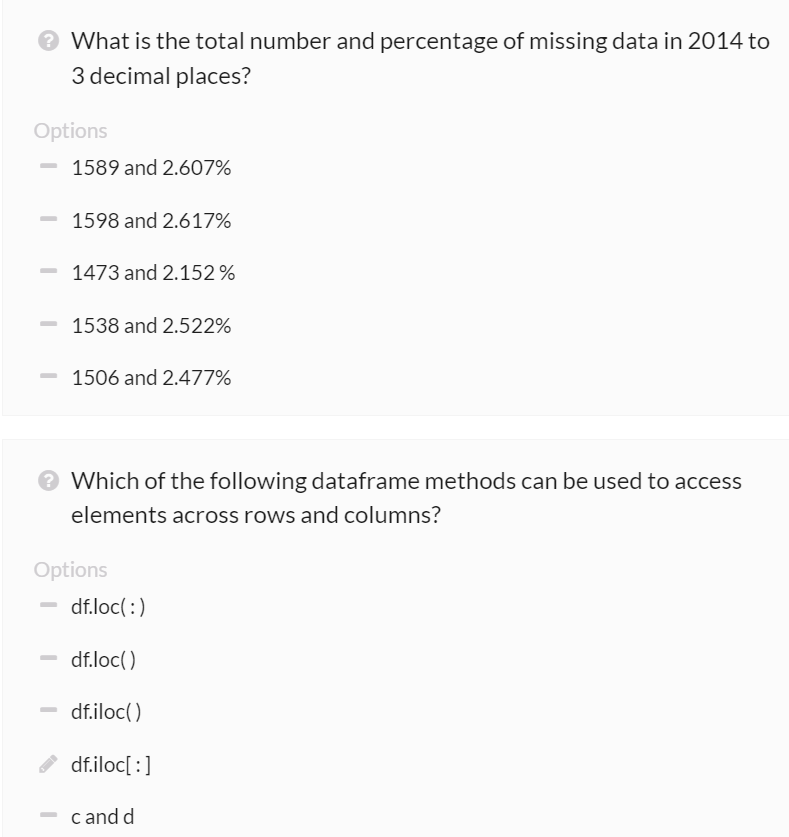 What is the total number and percentage of missing data in 2014 to
3 decimal places?
Options
1589 and 2.607%
1598 and 2.617%
1473 and 2.152 %
1538 and 2.522%
1506 and 2.477%
Which of the following dataframe methods can be used to access
elements across rows and columns?
Options
df.loc( : )
df.loc( )
df.iloc( )
df.iloc[ : ]
c and d